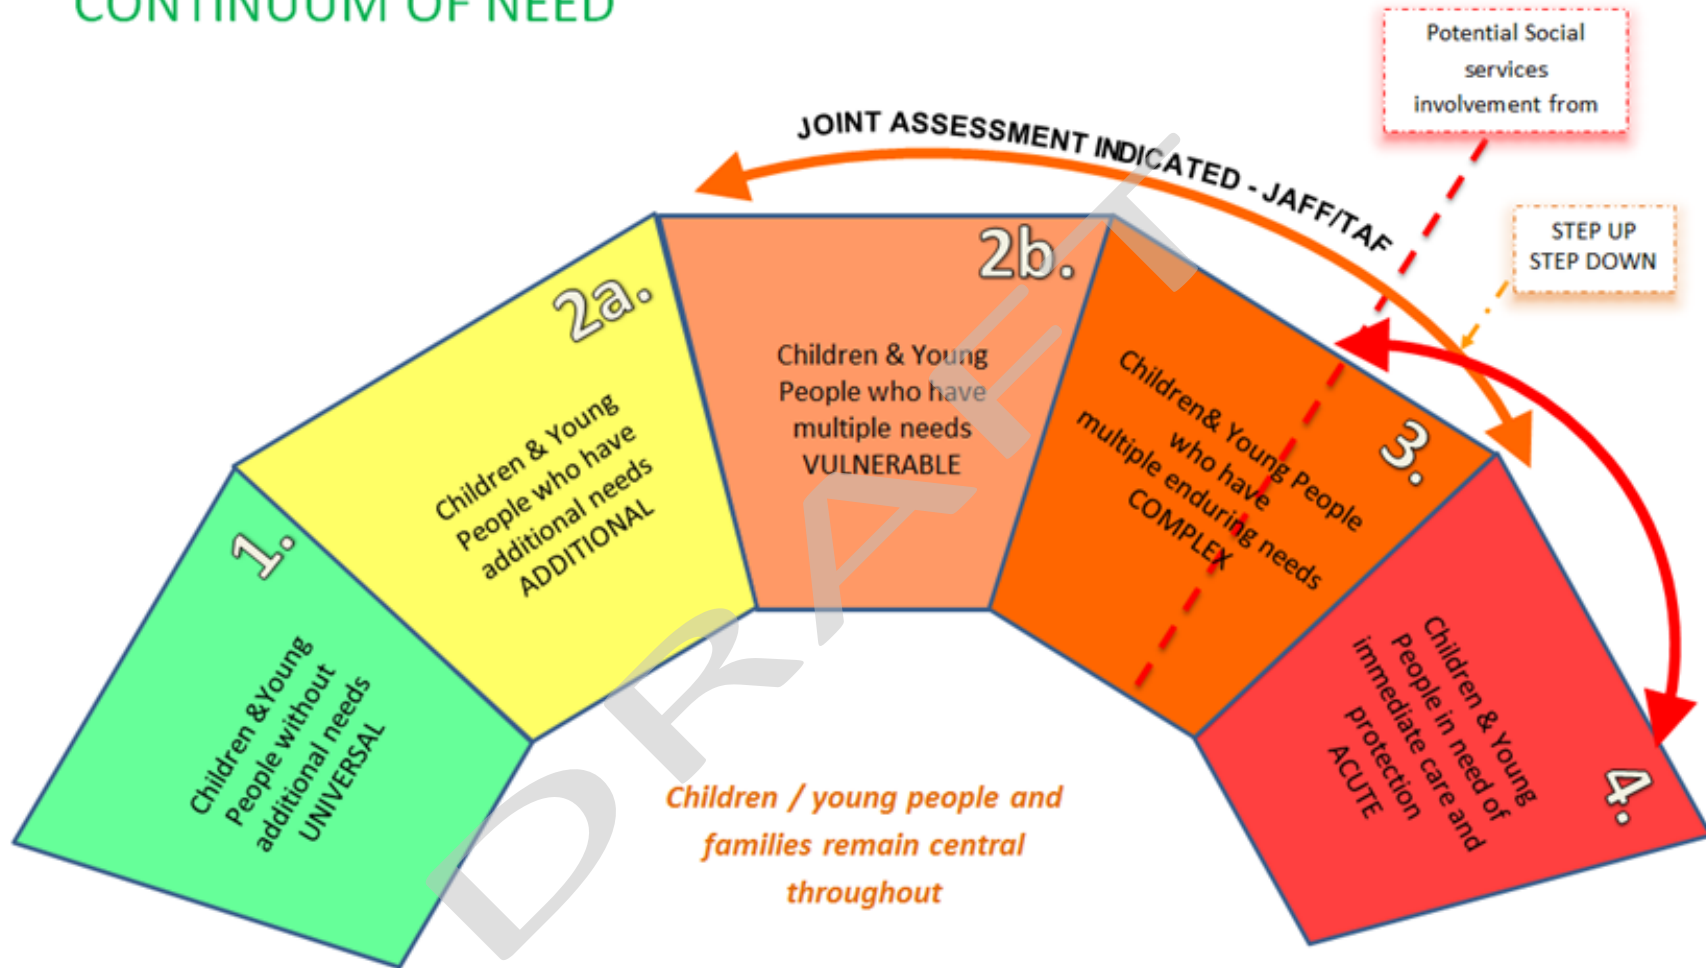 CONTINUUM OF NEED
Potential Social
services
involvement from
JOINT ASSESSMENT INDICATED - JAFF/TAF
STEP UP
STEP DOWN
1.
Children &Young
People without
additional needs
UNIVERSAL
2a.
Children & Young
People who have
additional needs
ADDITIONAL
2b.
Children & Young
People who have
multiple needs
VULNERABLE
3.
Children& Young People
who have
multiple enduring needs
COMPLEX
4.
Children & Young
People in need of
immediate care and
protection
ACUTE
Children / young people and
families remain central
throughout
DRAFT